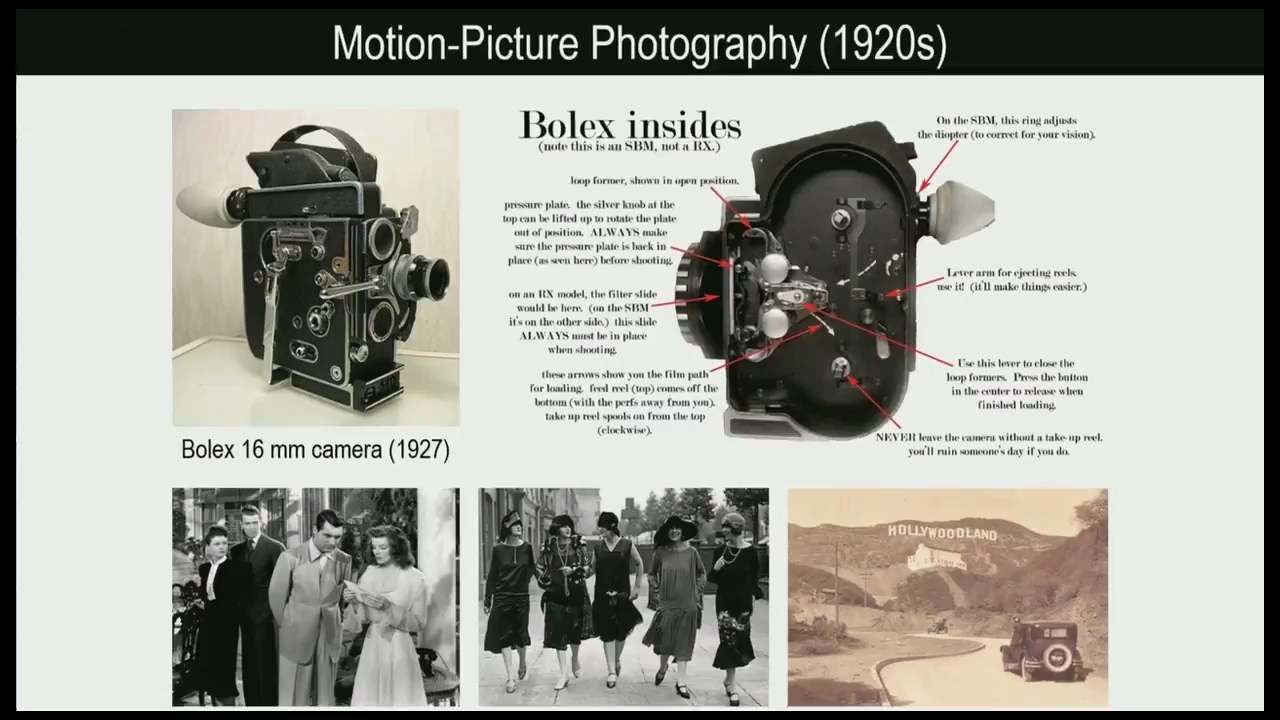 Motion-Picture Photography (1920s)
Bolex insides
(note this is an SBM, not a RX.)
On the SBM, this ring adjusts
the diopter (to correct for your vision).
loop former, shown in open position.
pressure plate. the silver knob at the
top can be lifted up to rotate the plate
out of position. ALWAYS make
sure the pressure plate is back in
place (as seen here) before shooting.
Lever arm for ejecting reels.
use it! (it'll make things easier.)
on an RX model, the filter slide
would be here. (on the SBM
it's on the other side.) this slide
ALWAYS must be in place
when shooting.
Use this lever to close the
loop formers. Press the button
in the center to release when
finished loading.
these arrows show you the film path
for loading. feed reel (top) comes off the
bottom (with the perfs away from you).
take up reel spools on from the top
(clockwise).
NEVER leave the camera without a take-up reel.
you'll ruin someone's day if you do.
Bolex 16 mm camera (1927)
HOLLYWOODLAND